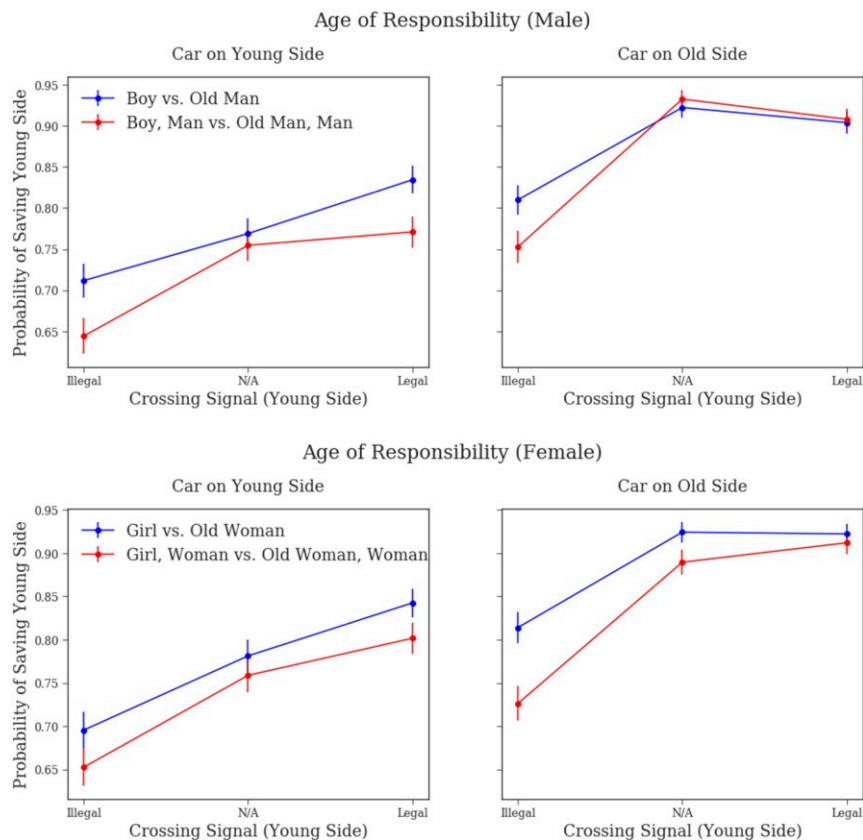 Age of Responsibility (Male)
Car on Young Side
Car on Old Side
Probability of Saving Young Side
0.95
0.90
0.85
0.80
0.75
0.70
0.65
Boy vs. Old Man
Boy, Man vs. Old Man, Man
Illegal
N/A
Legal
Crossing Signal (Young Side)
Illegal
N/A
Legal
Crossing Signal (Young Side)
Age of Responsibility (Female)
Car on Young Side
Car on Old Side
Probability of Saving Young Side
0.95
0.90
0.85
0.80
0.75
0.70
0.65
Girl vs. Old Woman
Girl, Woman vs. Old Woman, Woman
Illegal
N/A
Legal
Crossing Signal (Young Side)
Illegal
N/A
Legal
Crossing Signal (Young Side)